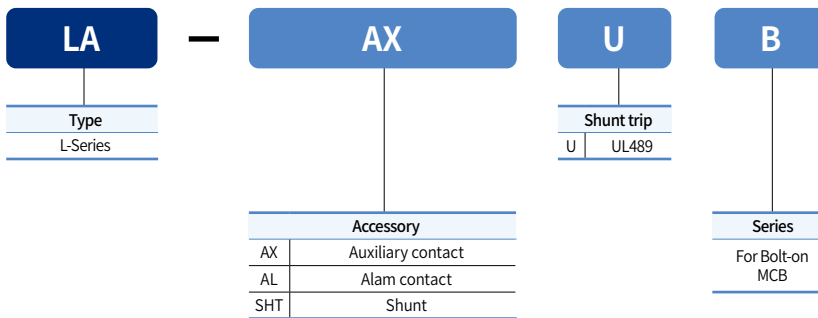 LA — AX U B
Type
L-Series
Shunt trip
U UL489
Accessory
AX Auxiliary contact
AL Alam contact
SHT Shunt
Series
For Bolt-on
MCB